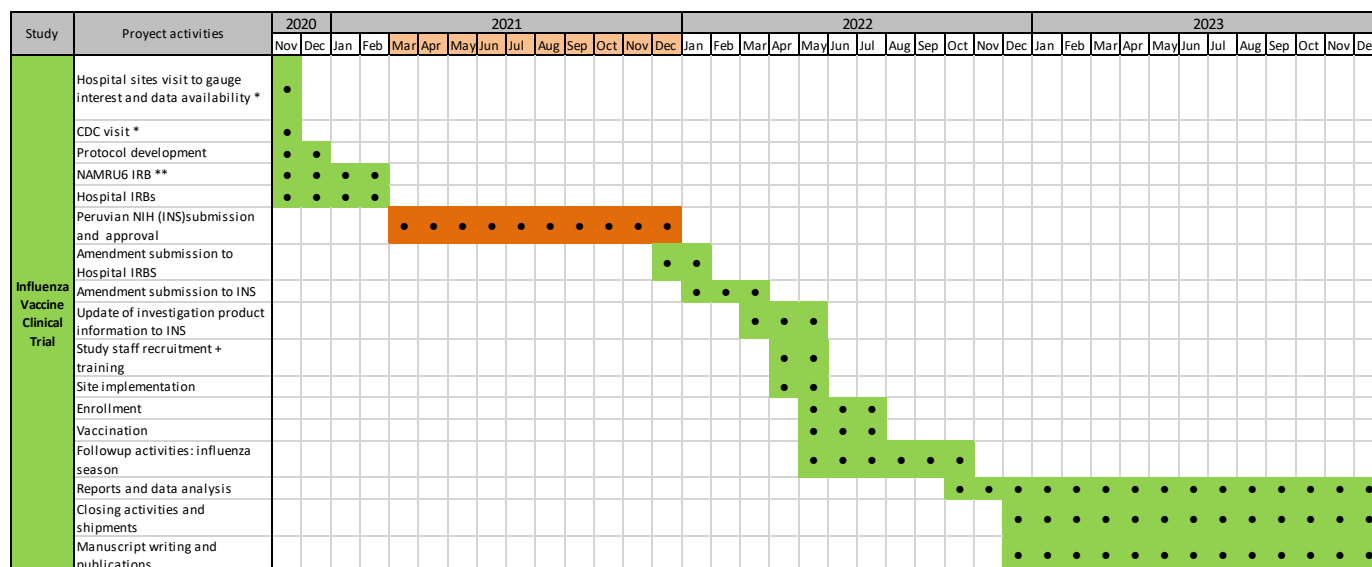 Study
Proyect activities
2020 2021 2022 2023
Nov Dec Jan Feb Mar Apr May Jun Jul Aug Sep Oct Nov Dec Jan Feb Mar Apr May Jun Jul Aug Sep Oct Nov Dec Jan Feb Mar Apr May Jun Jul Aug Sep Oct Nov De
Influenza
Vaccine
Clinical
Trial
Hospital sites visit to gauge
interest and data availability *
CDC visit *
Protocol development
NAMRU6 IRB **
Hospital IRBs
Peruvian NIH (INS)submission
and approval
Amendment submission to
Hospital IRBS
Amendment submission to INS
Update of investigation product
information to INS
Study staff recruitment +
training
Site implementation
Enrollment
Vaccination
Followup activities: influenza
season
Reports and data analysis
Closing activities and
shipments
Manuscript writing and
publications